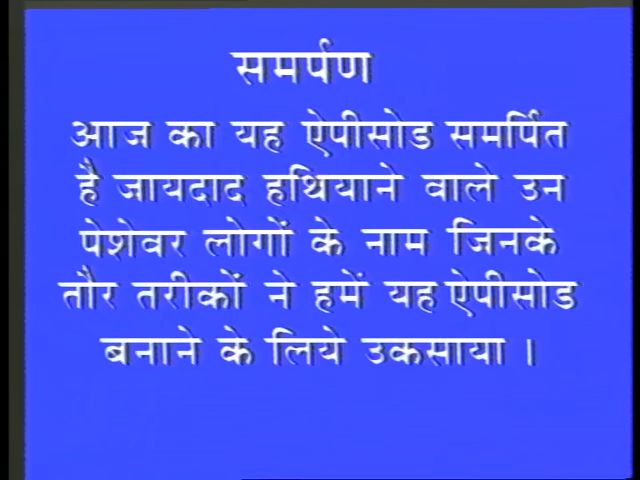 समर्पण
आज का यह ऐपीसोड समर्पित
है जायदाद हथियाने वाले उन
पेशेवर लोगों के नाम जिनके
तौर तरीकों ने हमें यह ऐपीसोड
बनाने के लिये उकसाया ।